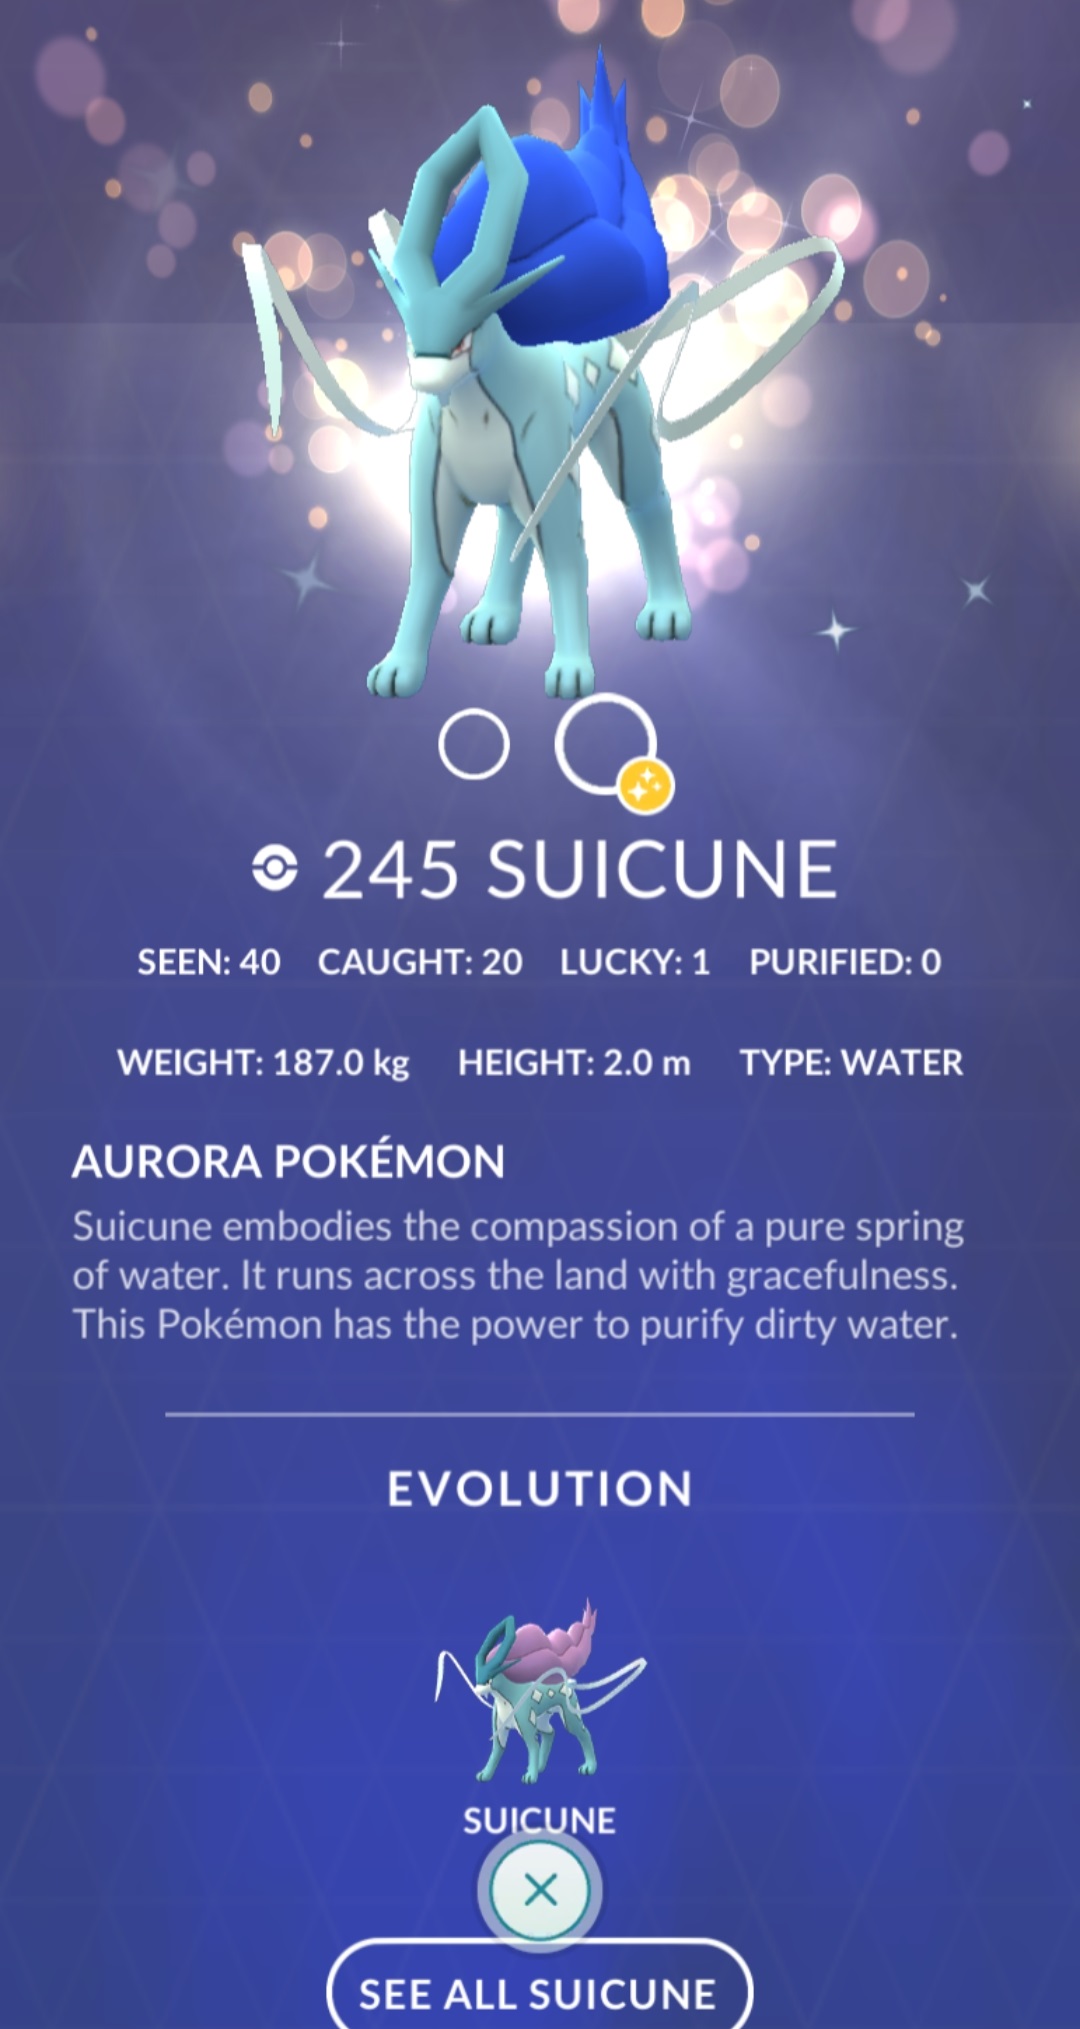 245 SUICUNE
SEEN: 40 CAUGHT: 20 LUCKY: 1 PURIFIED: 0
WEIGHT: 187.0 kg HEIGHT: 2.0 m TYPE: WATER
AURORA POKÉMON
Suicune embodies the compassion of a pure spring
of water. It runs across the land with gracefulness.
This Pokémon has the power to purify dirty water.
EVOLUTION
SUICUNE
SEE ALL SUICUNE